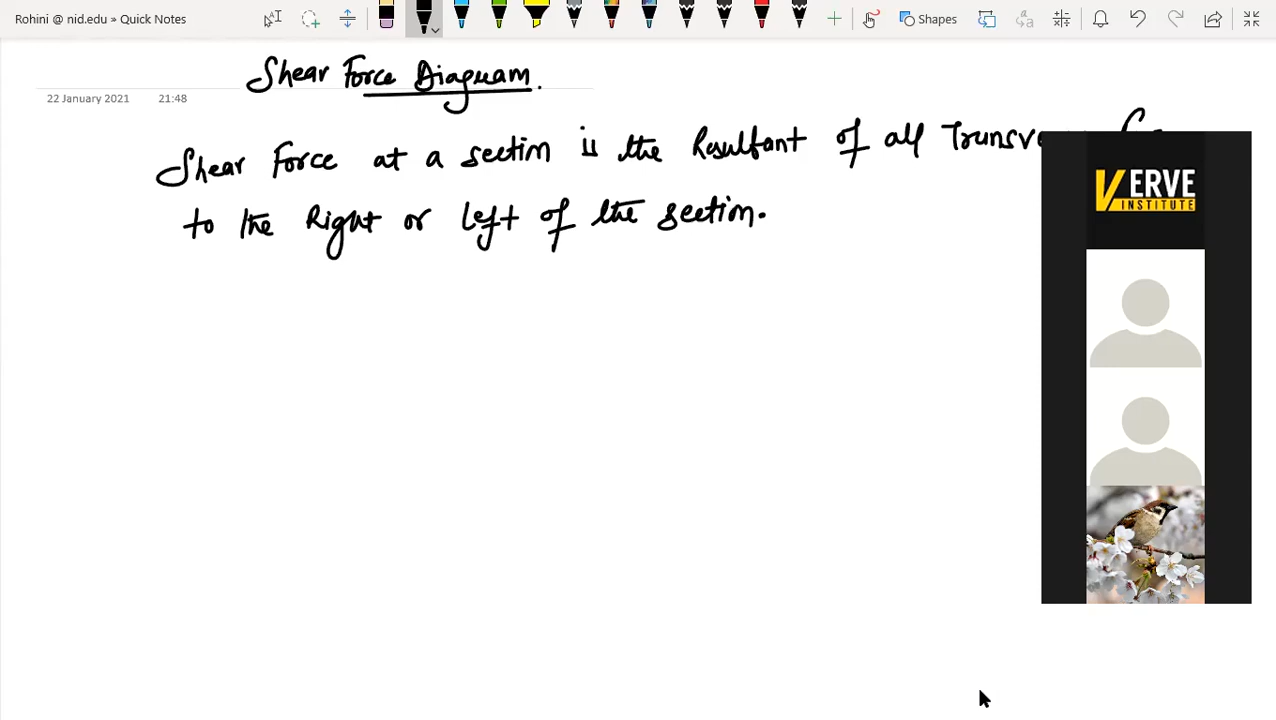 Rohini @ nid.edu » Quick Notes
Shapes
Shear Force Diagram.
22 January 2021 21:48
Shear Force at a section is the Resultant of all
to the Right or Left of the section.
VERVE
INSTITUTE